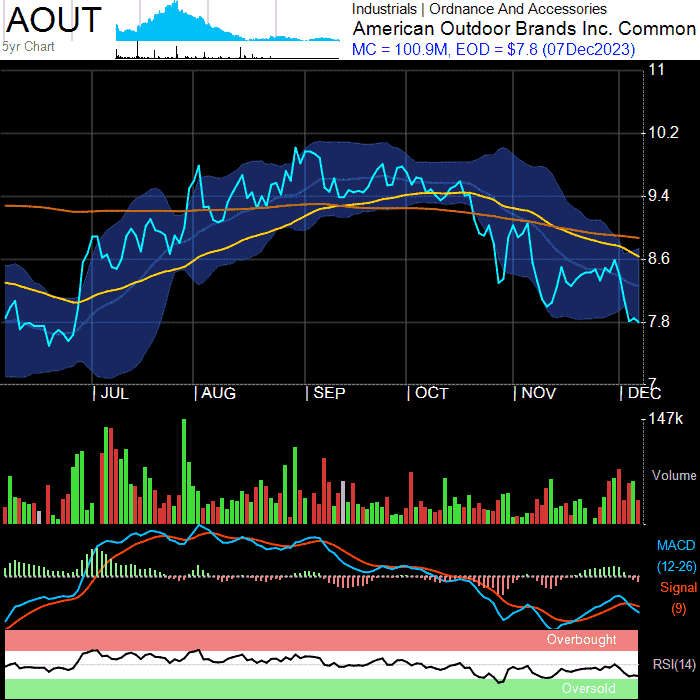 AOUT
5yr Chart
Industrials | Ordnance And Accessories
American Outdoor Brands Inc. Common
MC = 100.9M, EOD = $7.8 (07Dec2023)
11
10.2
9.4
8.6
7.8
7
| JUL | AUG | SEP | OCT | NOV | DEC
147k
Volume
MACD
(12-26)
Signal
(9)
Overbought
RSI(14)
Oversold